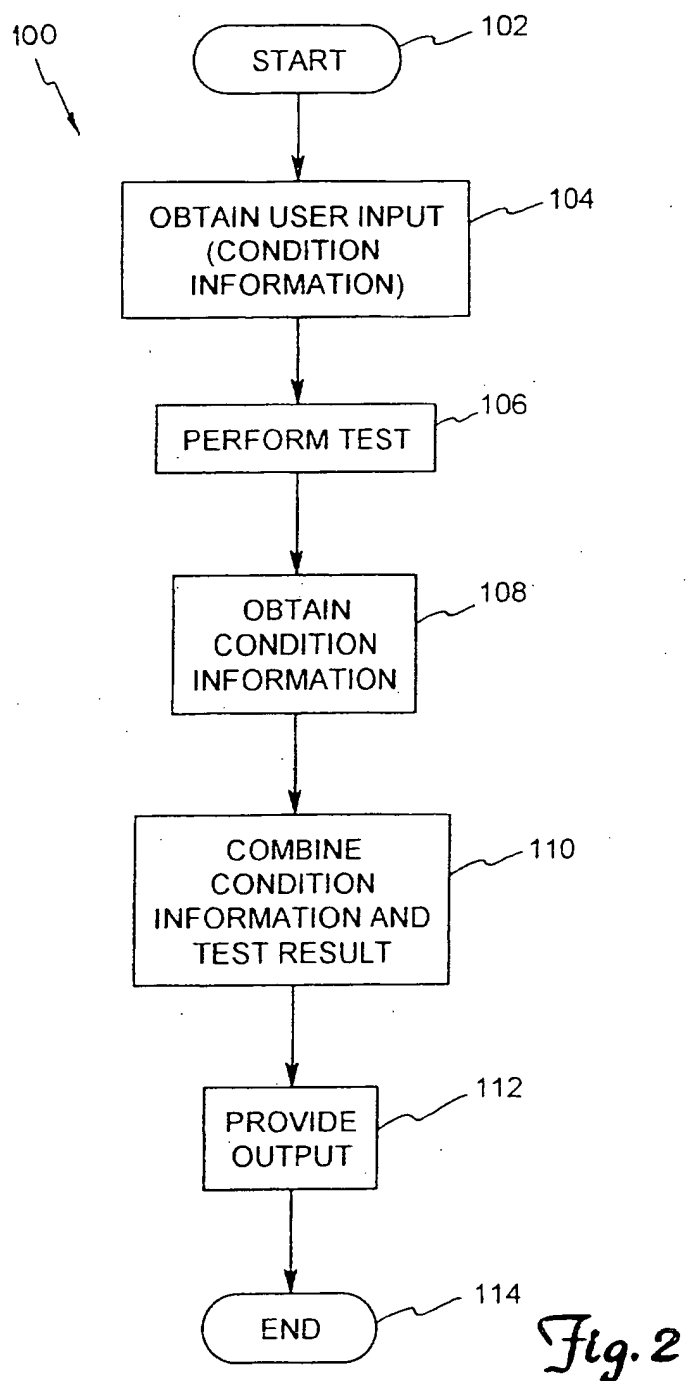 100
START
102
OBTAIN USER INPUT
(CONDITION
INFORMATION)
104
PERFORM TEST
106
OBTAIN
CONDITION
INFORMATION
108
COMBINE
CONDITION
INFORMATION AND
TEST RESULT
110
PROVIDE
OUTPUT
112
END
114
Fig. 2